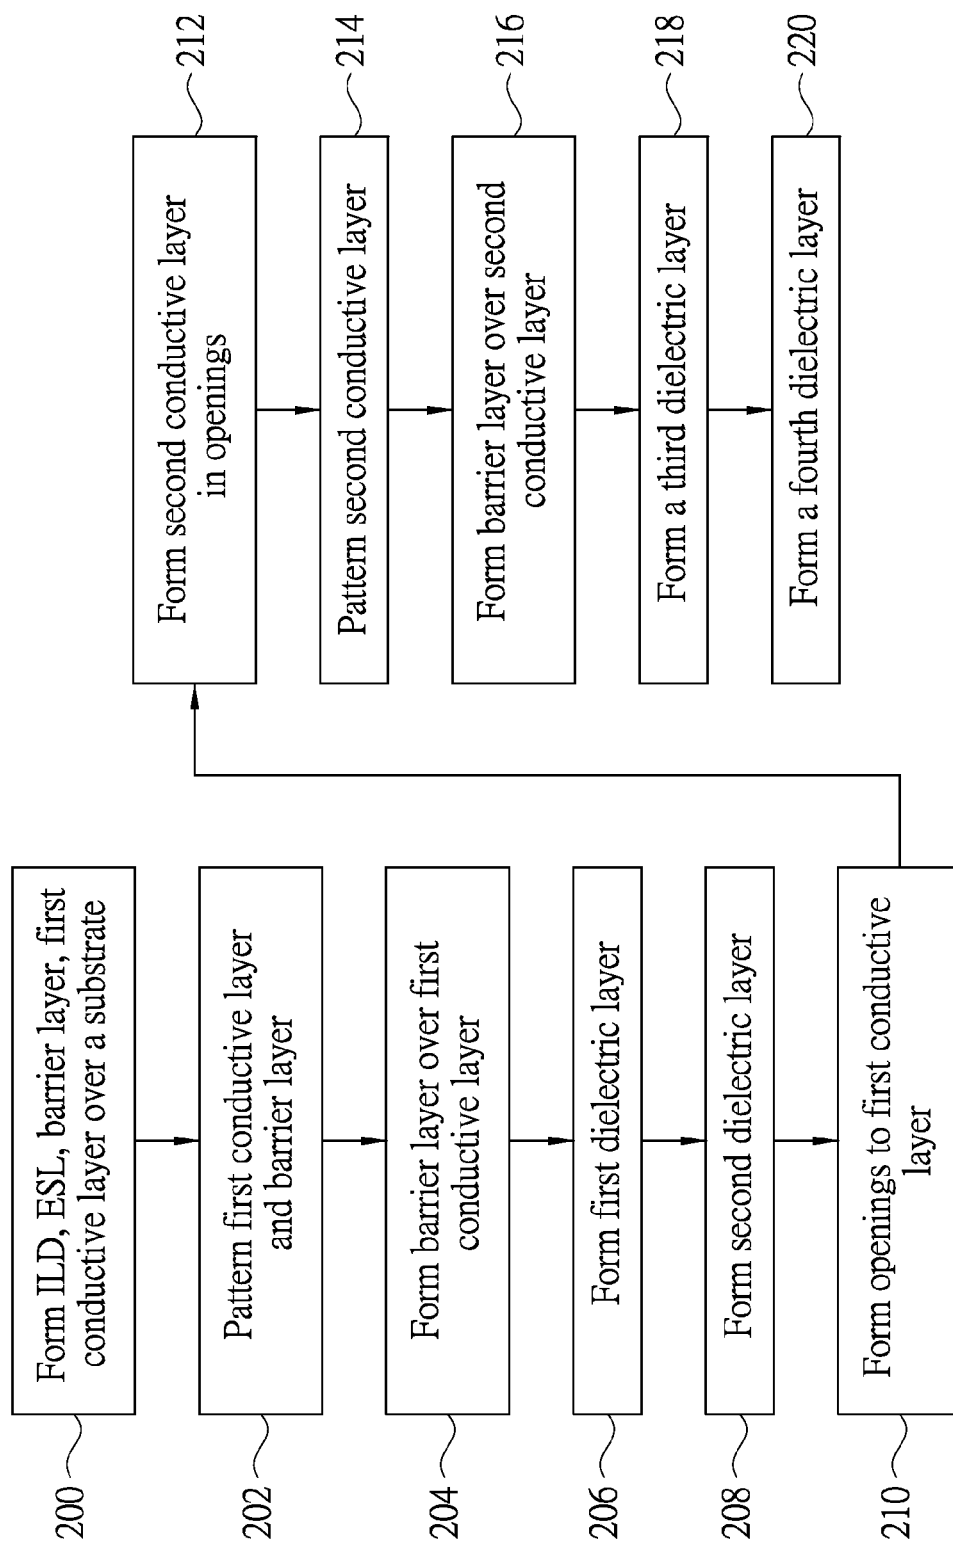 200
Form ILD, ESL, barrier layer, first
conductive layer over a substrate
202
Pattern first conductive layer
and barrier layer
204
Form barrier layer over first
conductive layer
206
Form first dielectric layer
208
Form second dielectric layer
210
Form openings to first conductive
layer
Form second conductive layer
in openings
212
Pattern second conductive layer
214
Form barrier layer over second
conductive layer
216
Form a third dielectric layer
218
Form a fourth dielectric layer
220